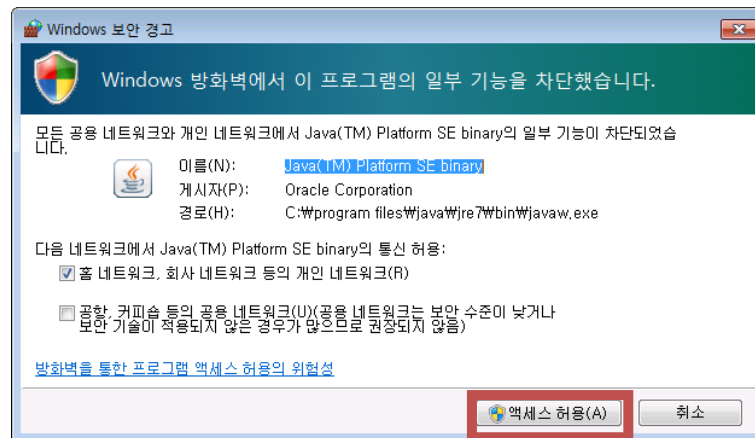 Windows 보안 경고
Windows 방화벽에서 이 프로그램의 일부 기능을 차단했습니다.
모든 공용 네트워크와 개인 네트워크에서 Java(TM) Platform SE binary의 일부 기능이 차단되었습
니다.
이름(N): Java(TM) Platform SE binary
게시자(P): Oracle Corporation
경로(H): C:₩program files₩java₩jre7₩bin₩javaw.exe
다음 네트워크에서 Java(TM) Platform SE binary의 통신 허용:
홈 네트워크, 회사 네트워크 등의 개인 네트워크(R)
공항, 커피숍 등의 공용 네트워크(U)(공용 네트워크는 보안 수준이 낮거나
보안 기술이 적용되지 않은 경우가 많으므로 권장되지 않음)
방화벽을 통한 프로그램 액세스 허용의 위험성
액세스 허용(A) 취소